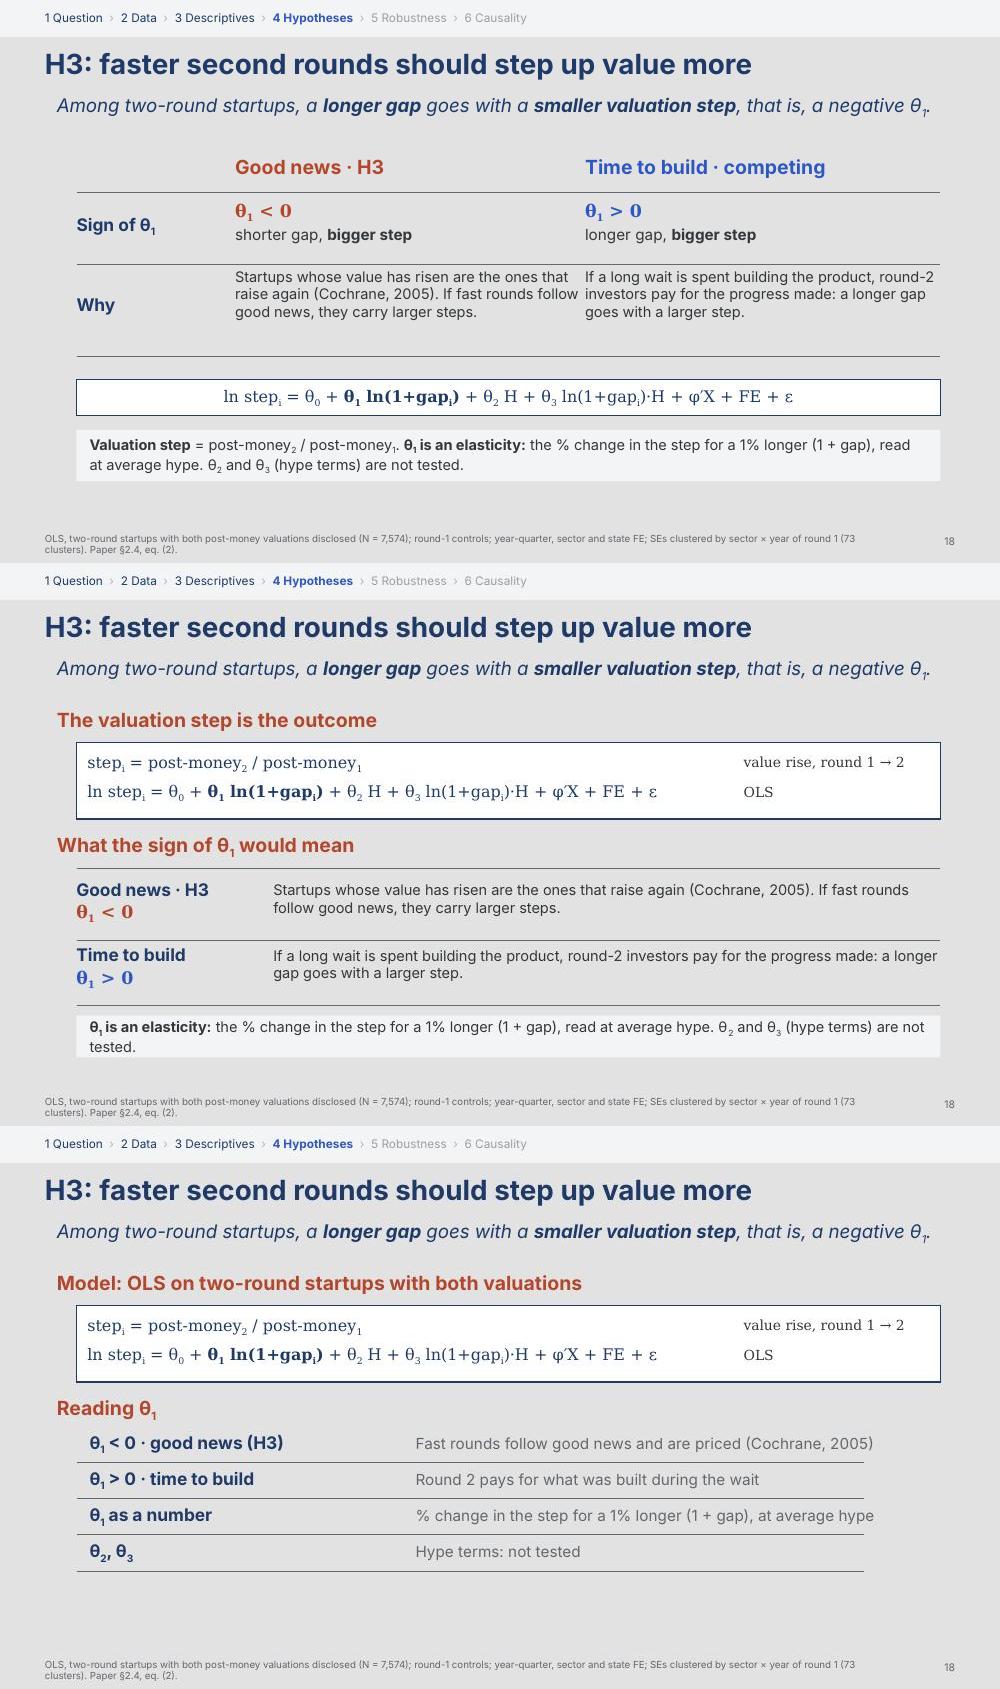 1 Question › 2 Data › 3 Descriptives › 4 Hypotheses › 5 Robustness › 6 Causality
H3: faster second rounds should step up value more
Among two-round startups, a longer gap goes with a smaller valuation step, that is, a negative θ₁.
Good news · H3
Time to build · competing
Sign of θ₁
θ₁ < 0
shorter gap, bigger step
θ₁ > 0
longer gap, bigger step
Why
Startups whose value has risen are the ones that
raise again (Cochrane, 2005). If fast rounds follow
good news, they carry larger steps.
If a long wait is spent building the product, round-2
investors pay for the progress made: a longer gap
goes with a larger step.
ln stepᵢ = θ₀ + θ₁ ln(1+gapᵢ) + θ₂ H + θ₃ ln(1+gapᵢ)·H + φ′X + FE + ε
Valuation step = post-money₂ / post-money₁. θ₁ is an elasticity: the % change in the step for a 1% longer (1 + gap), read
at average hype. θ₂ and θ₃ (hype terms) are not tested.
OLS, two-round startups with both post-money valuations disclosed (N = 7,574); round-1 controls; year-quarter, sector and state FE; SEs clustered by sector × year of round 1 (73
clusters). Paper §2.4, eq. (2).
18
1 Question › 2 Data › 3 Descriptives › 4 Hypotheses › 5 Robustness › 6 Causality
H3: faster second rounds should step up value more
Among two-round startups, a longer gap goes with a smaller valuation step, that is, a negative θ₁.
The valuation step is the outcome
stepᵢ = post-money₂ / post-money₁ value rise, round 1 → 2
ln stepᵢ = θ₀ + θ₁ ln(1+gapᵢ) + θ₂ H + θ₃ ln(1+gapᵢ)·H + φ′X + FE + ε OLS
What the sign of θ₁ would mean
Good news · H3
θ₁ < 0
Startups whose value has risen are the ones that raise again (Cochrane, 2005). If fast rounds
follow good news, they carry larger steps.
Time to build
θ₁ > 0
If a long wait is spent building the product, round-2 investors pay for the progress made: a longer
gap goes with a larger step.
θ₁ is an elasticity: the % change in the step for a 1% longer (1 + gap), read at average hype. θ₂ and θ₃ (hype terms) are not
tested.
OLS, two-round startups with both post-money valuations disclosed (N = 7,574); round-1 controls; year-quarter, sector and state FE; SEs clustered by sector × year of round 1 (73
clusters). Paper §2.4, eq. (2).
18
1 Question › 2 Data › 3 Descriptives › 4 Hypotheses › 5 Robustness › 6 Causality
H3: faster second rounds should step up value more
Among two-round startups, a longer gap goes with a smaller valuation step, that is, a negative θ₁.
Model: OLS on two-round startups with both valuations
stepᵢ = post-money₂ / post-money₁ value rise, round 1 → 2
ln stepᵢ = θ₀ + θ₁ ln(1+gapᵢ) + θ₂ H + θ₃ ln(1+gapᵢ)·H + φ′X + FE + ε OLS
Reading θ₁
θ₁ < 0 · good news (H3) Fast rounds follow good news and are priced (Cochrane, 2005)
θ₁ > 0 · time to build Round 2 pays for what was built during the wait
θ₁ as a number % change in the step for a 1% longer (1 + gap), at average hype
θ₂, θ₃ Hype terms: not tested
OLS, two-round startups with both post-money valuations disclosed (N = 7,574); round-1 controls; year-quarter, sector and state FE; SEs clustered by sector × year of round 1 (73
clusters). Paper §2.4, eq. (2).
18